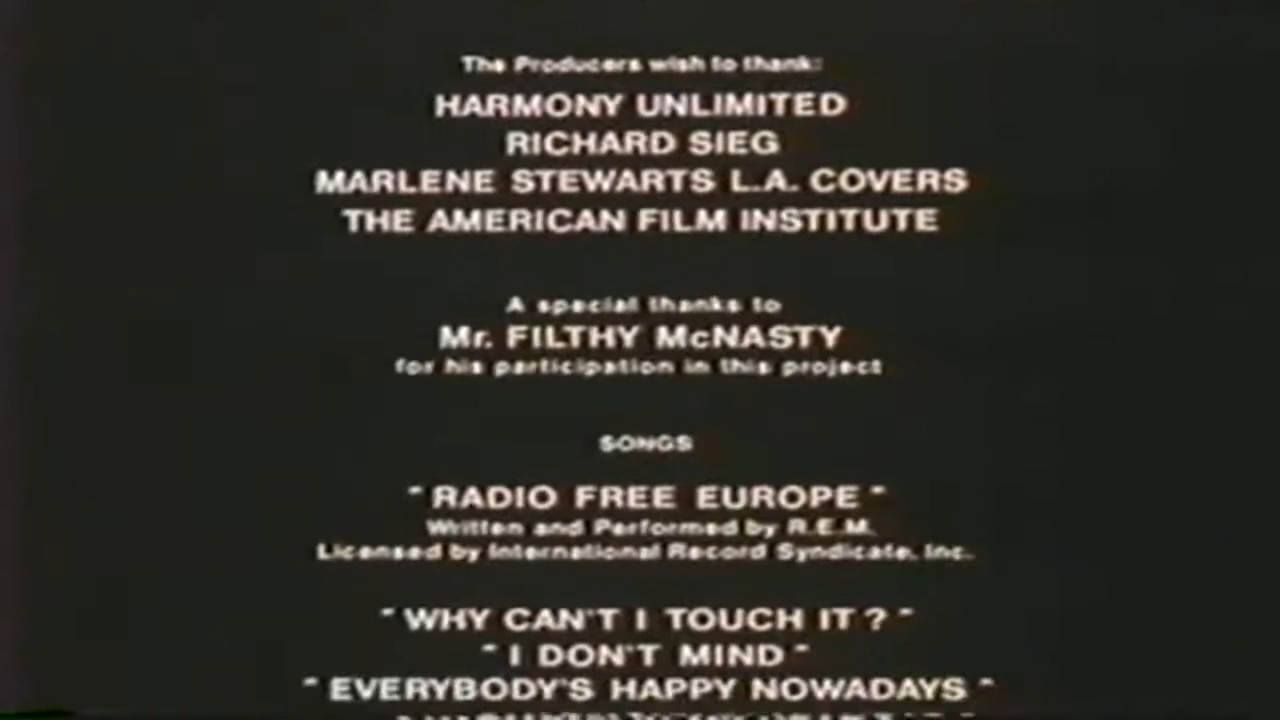 The Producers wish to thank:
HARMONY UNLIMITED
RICHARD SIEG
MARLENE STEWARTS L.A. COVERS
THE AMERICAN FILM INSTITUTE
A special thanks to
Mr. FILTHY McNASTY
for his participation in this project
SONGS
"RADIO FREE EUROPE"
Written and Performed by R.E.M.
Licensed by International Record Syndicate, Inc.
"WHY CAN'T I TOUCH IT?"
"I DON'T MIND"
"EVERYBODY'S HAPPY NOWADAYS"